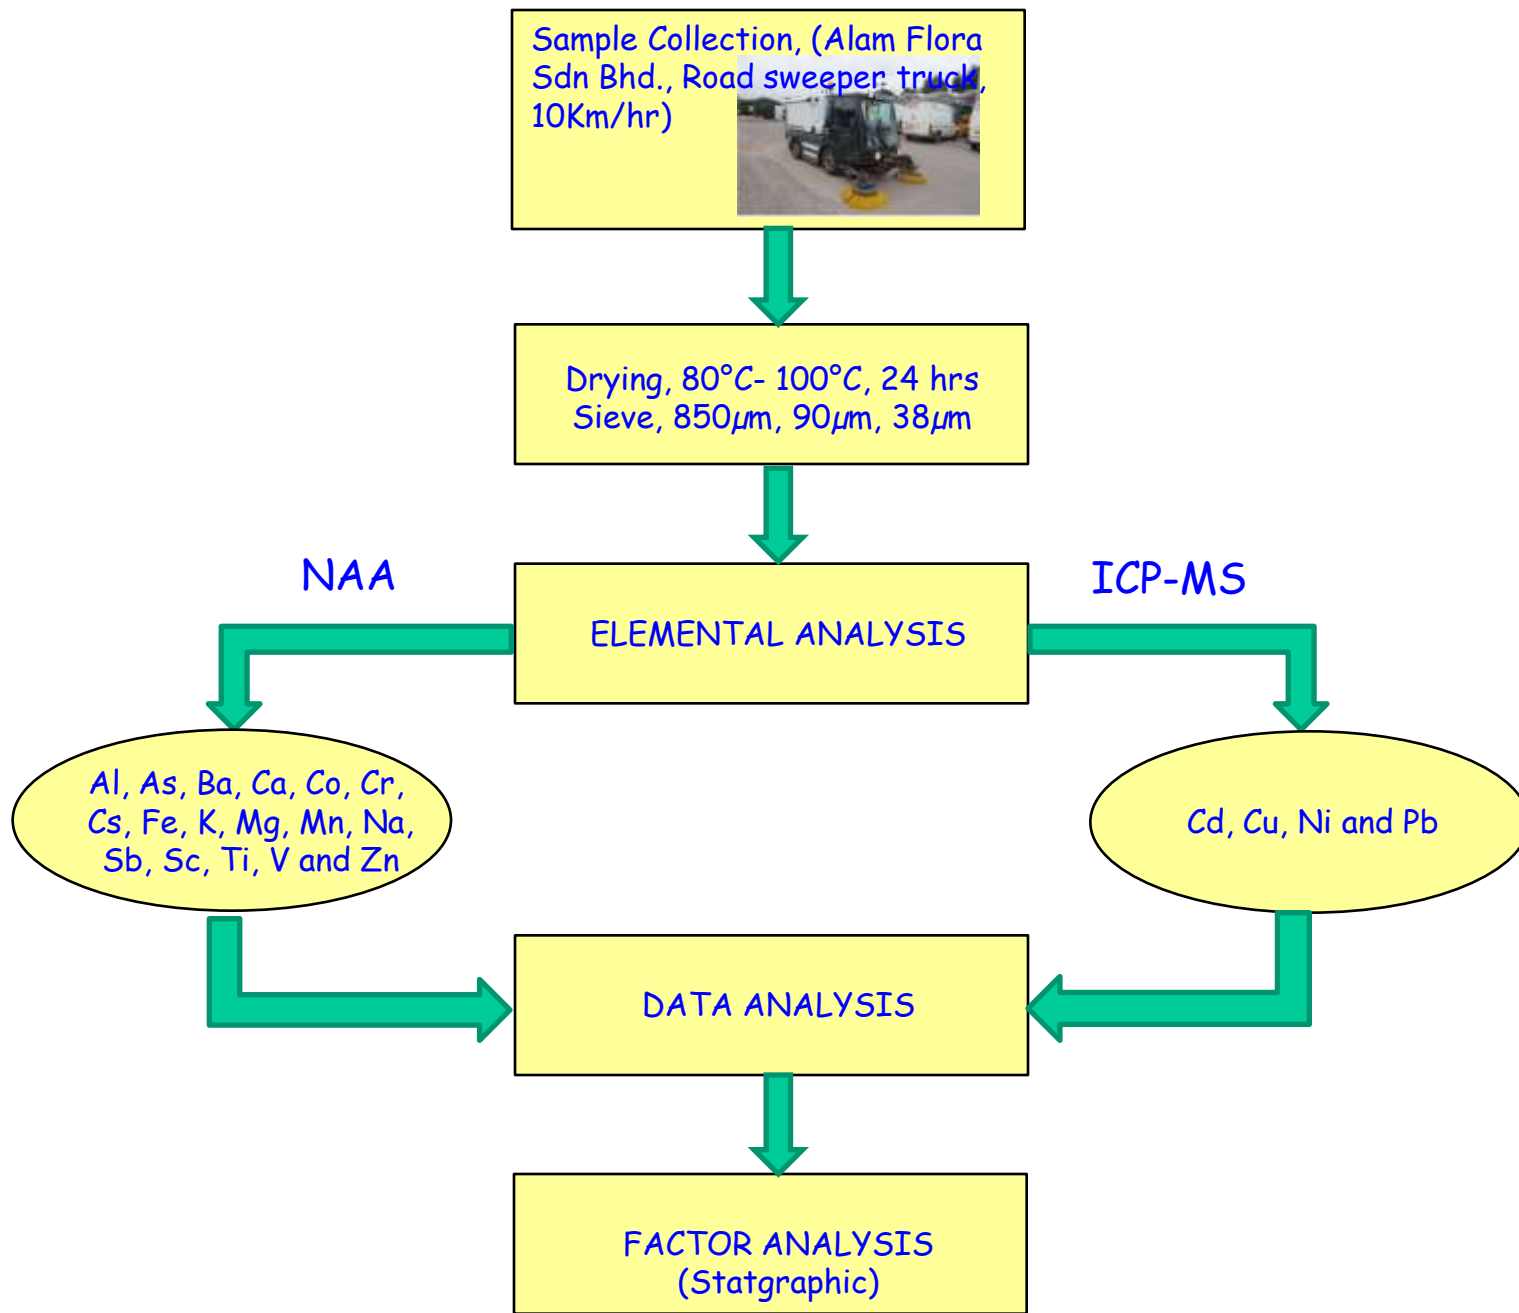 Sample Collection, (Alam Flora
Sdn Bhd., Road sweeper truck,
10Km/hr)
Drying, 80°C- 100°C, 24 hrs
Sieve, 850µm, 90µm, 38µm
NAA
ICP-MS
ELEMENTAL ANALYSIS
Al, As, Ba, Ca, Co, Cr,
Cs, Fe, K, Mg, Mn, Na,
Sb, Sc, Ti, V and Zn
Cd, Cu, Ni and Pb
DATA ANALYSIS
FACTOR ANALYSIS
(Statgraphic)